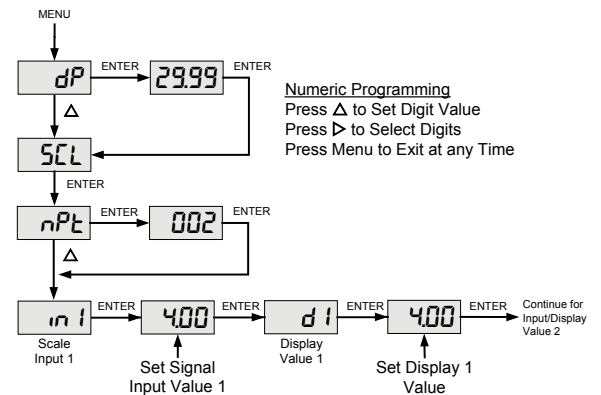 MENU
dP
ENTER
29.99
ENTER
Numeric Programming
Press △ to Set Digit Value
Press ▷ to Select Digits
Press Menu to Exit at any Time
△
SCL
ENTER
nPt
ENTER
002
ENTER
△
in 1
ENTER
4.00
ENTER
d 1
ENTER
4.00
ENTER
Continue for
Input/Display
Value 2
Scale
Input 1
Display
Value 1
Set Signal
Input Value 1
Set Display 1
Value